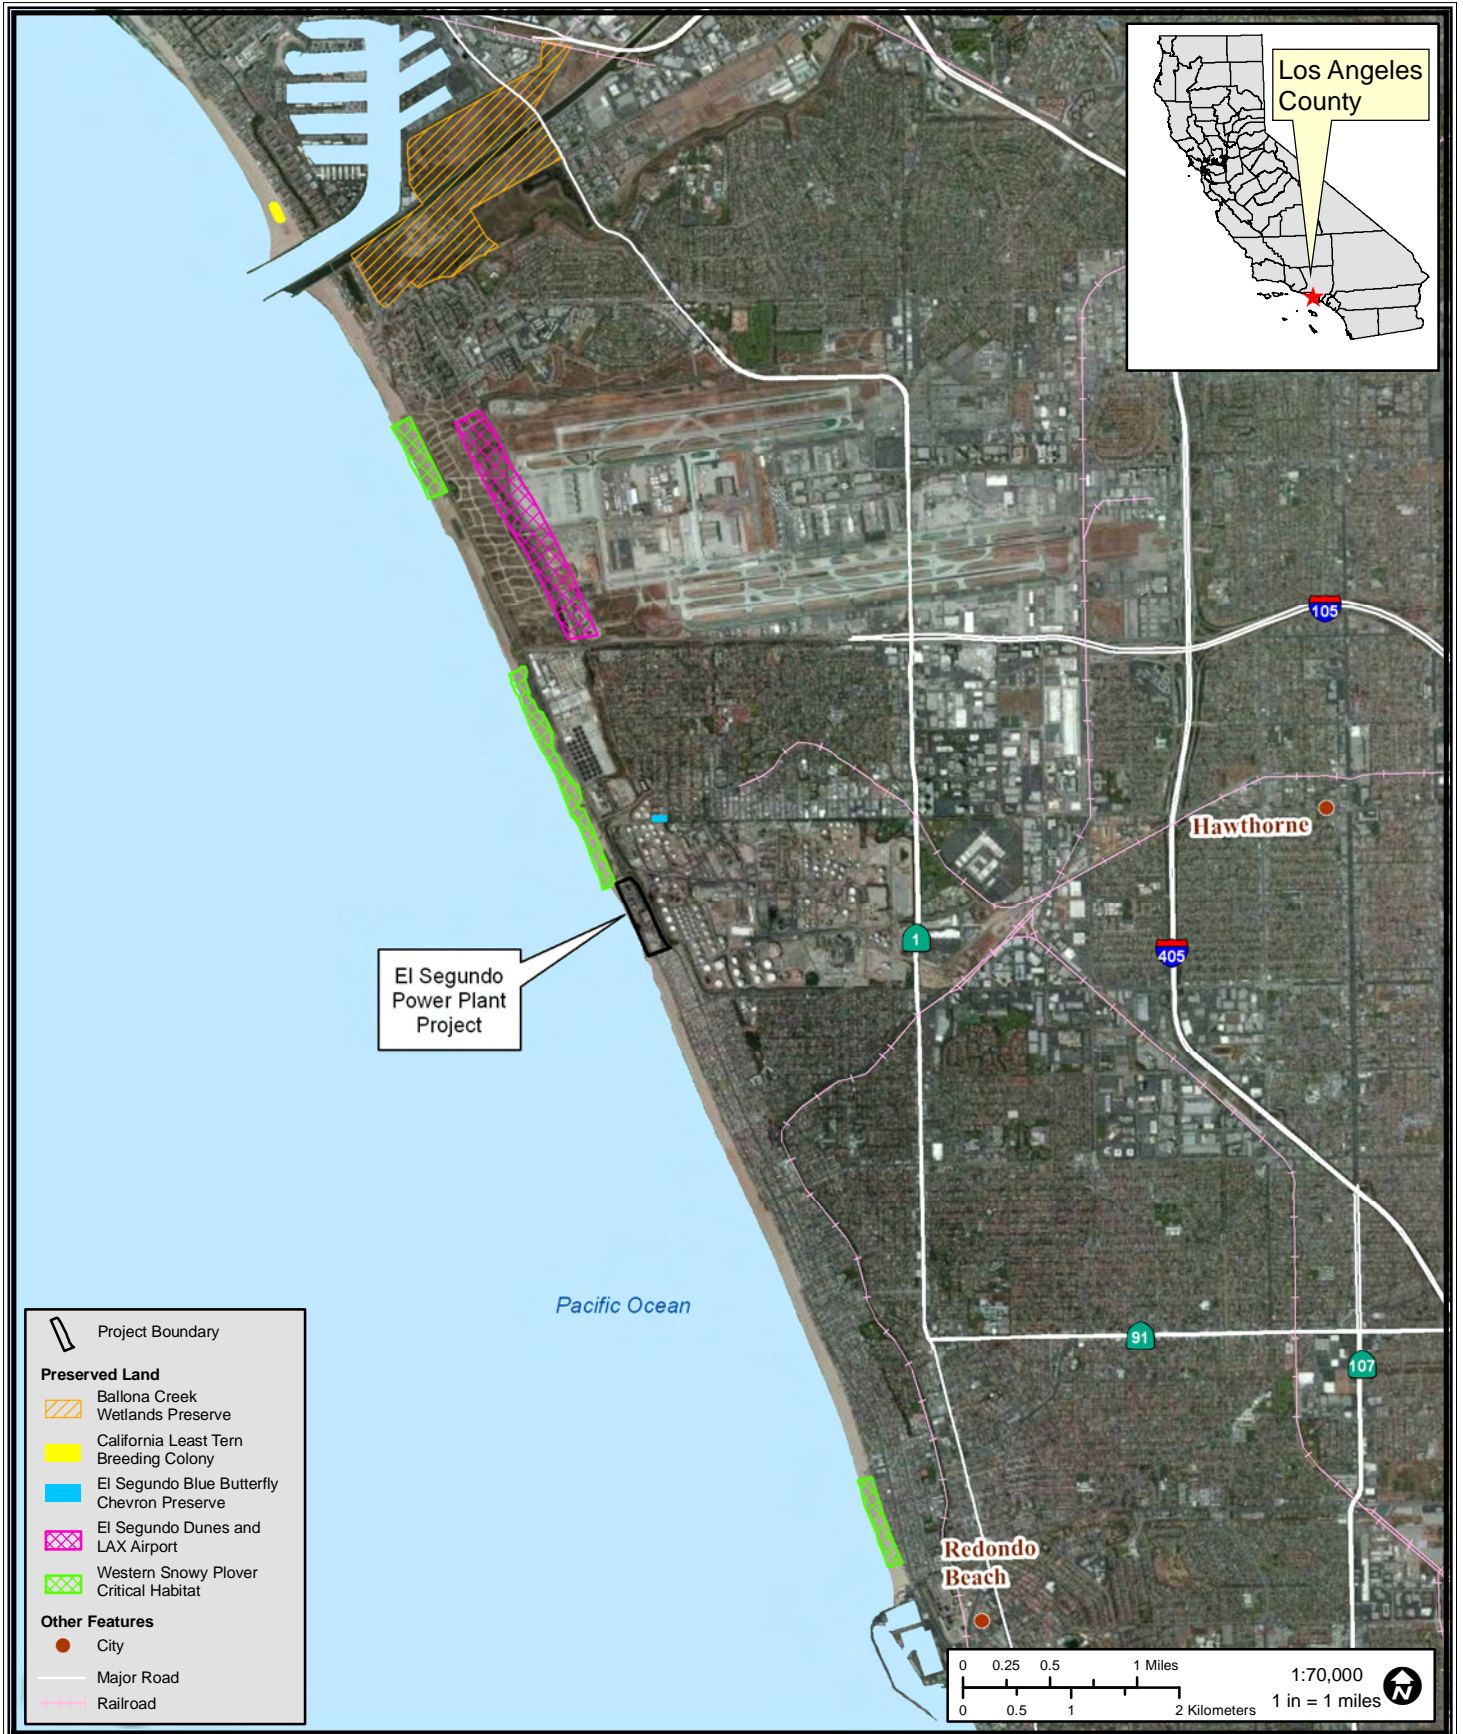 Los Angeles
County
105
Hawthorne
1
405
El Segundo
Power Plant
Project
Pacific Ocean
91
107
Redondo
Beach
Project Boundary
Preserved Land
Ballona Creek
Wetlands Preserve
California Least Tern
Breeding Colony
El Segundo Blue Butterfly
Chevron Preserve
El Segundo Dunes and
LAX Airport
Western Snowy Plover
Critical Habitat
Other Features
City
Major Road
Railroad
0 0.25 0.5 1 Miles
0 0.5 1 2 Kilometers
1:70,000
1 in = 1 miles
N